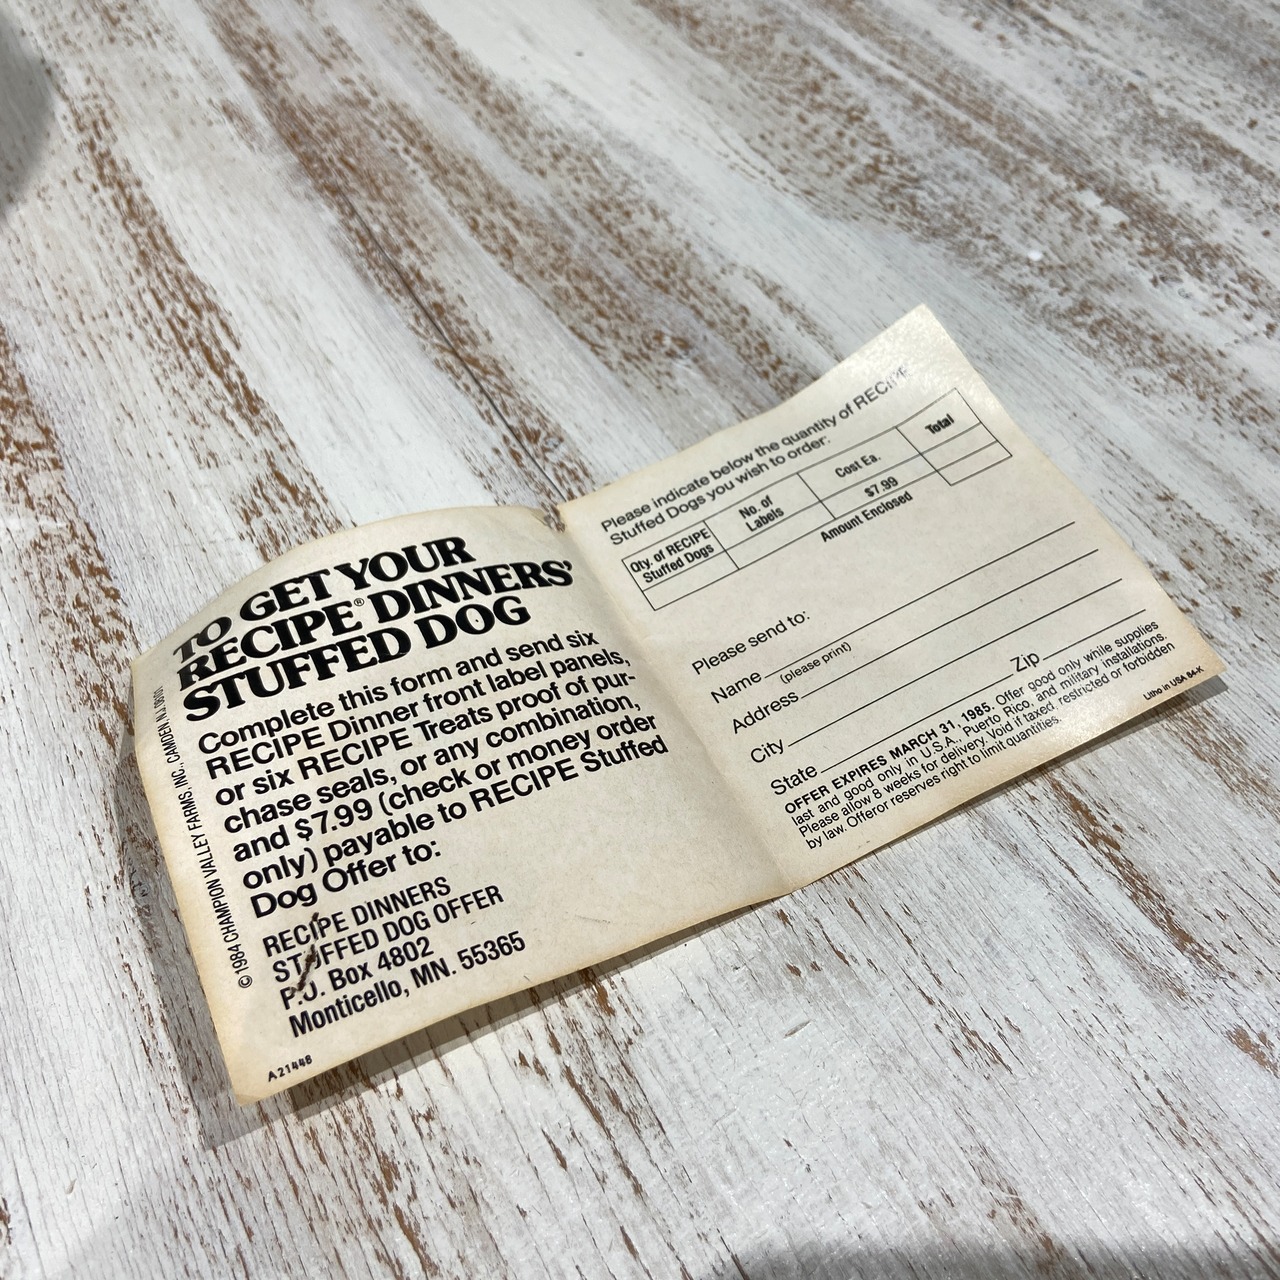 TO GET YOUR
RECIPE® DINNERS'
STUFFED DOG
Complete this form and send six
RECIPE Dinner front label panels,
or six RECIPE Treats proof of pur-
chase seals, or any combination,
and $7.99 (check or money order
only) payable to RECIPE Stuffed
Dog Offer to:
RECIPE DINNERS
STUFFED DOG OFFER
P.O. Box 4802
Monticello, MN. 55365
A21448
© 1984 CHAMPION VALLEY FARMS, INC., CAMDEN N.J. 08101
Please indicate below the quantity of RECIPE
Stuffed Dogs you wish to order:
Qty. of RECIPE
Stuffed Dogs
No. of
Labels
Cost Ea.
Total
$7.99
Amount Enclosed
Please send to:
Name
(please print)
Address
City
State Zip
OFFER EXPIRES MARCH 31, 1985. Offer good only while supplies
last and good only in U.S.A., Puerto Rico, and military installations.
Please allow 8 weeks for delivery. Void if taxed, restricted or forbidden
by law. Offeror reserves right to limit quantities.
Litho in USA 84-K